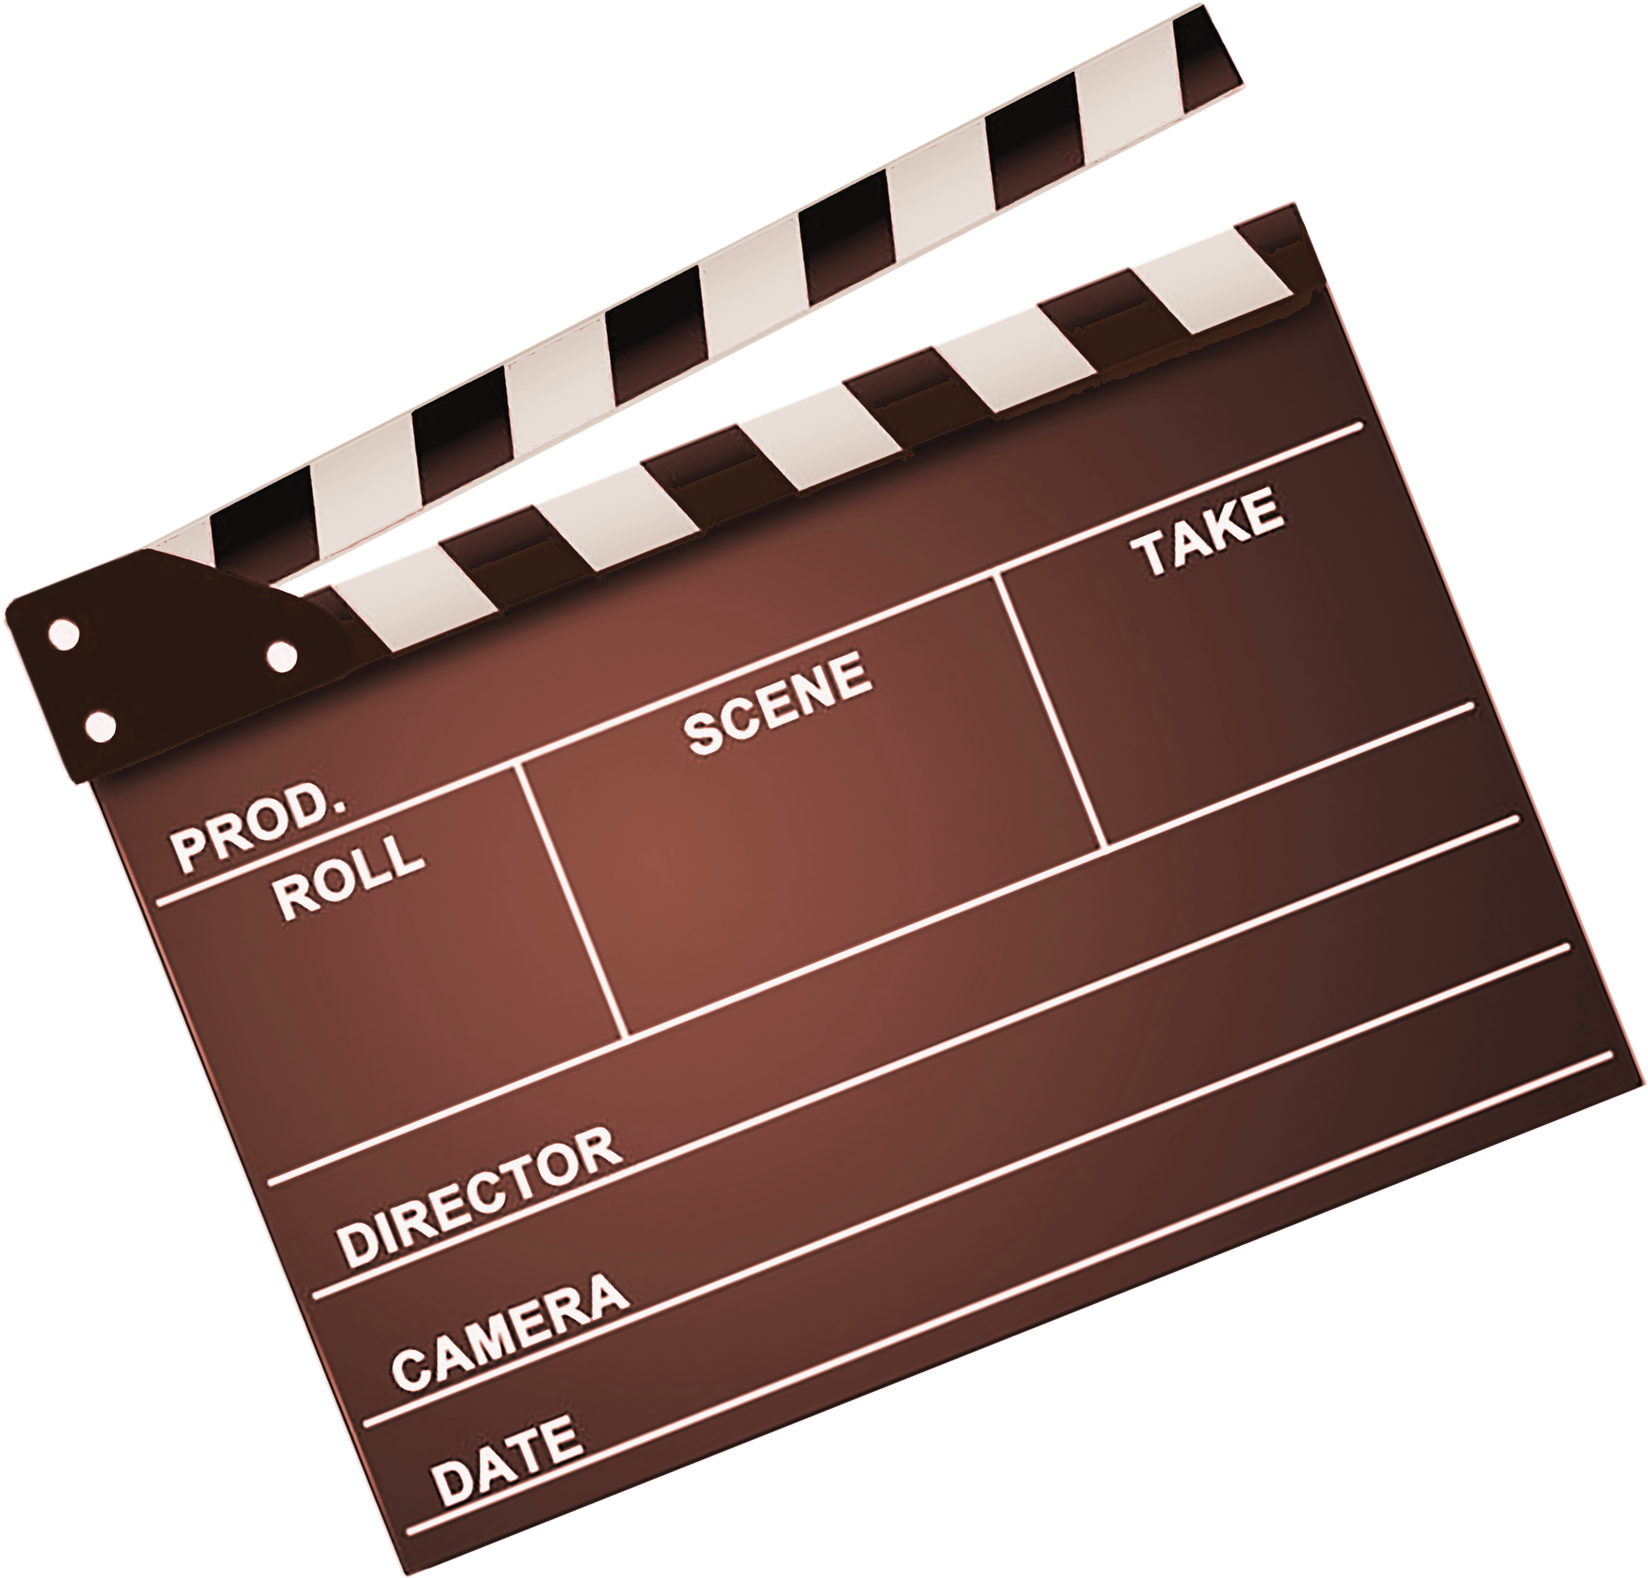 PROD.
ROLL
SCENE
TAKE
DIRECTOR
CAMERA
DATE